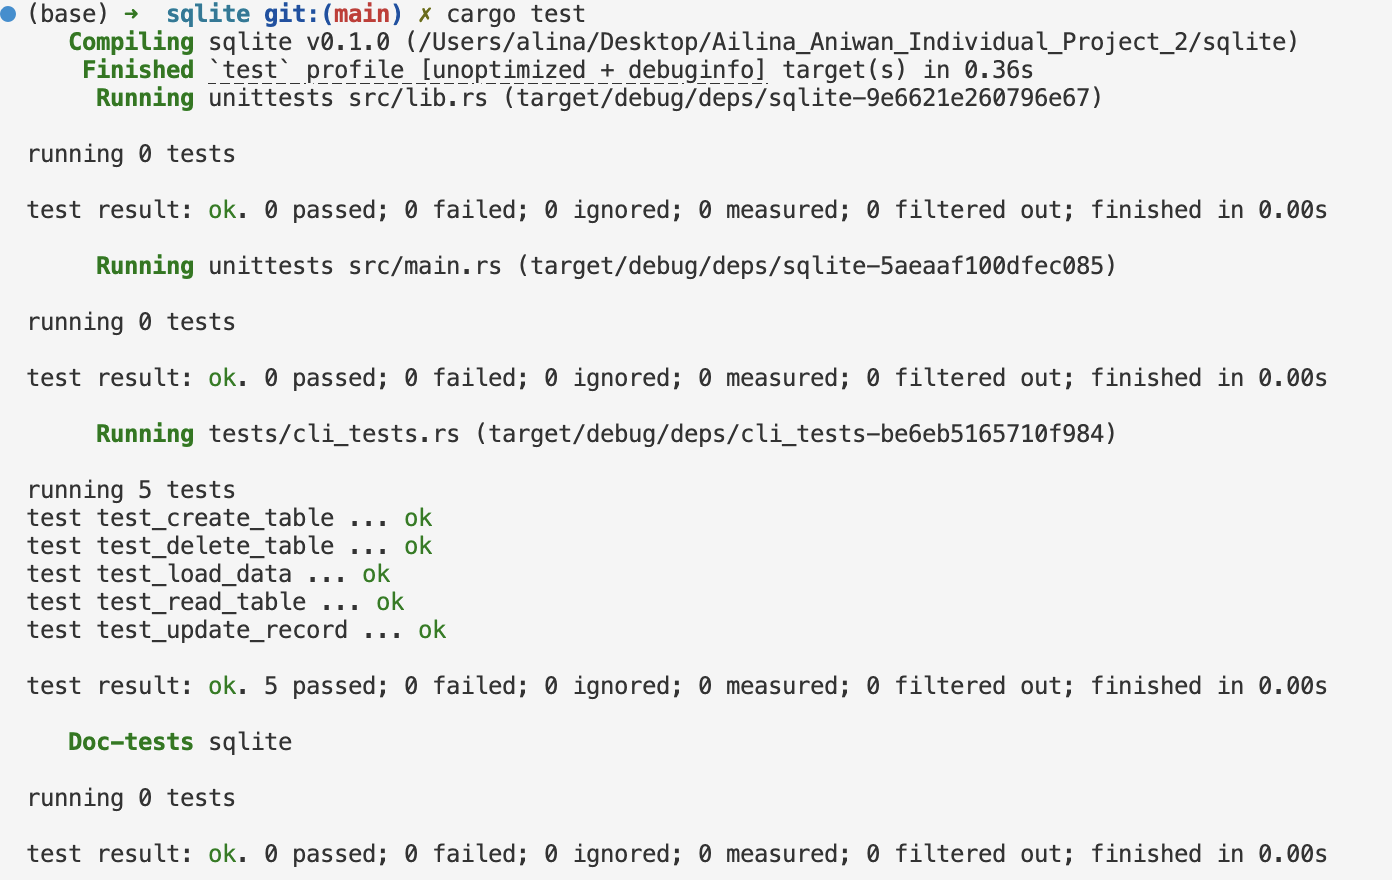 (base) ➜  sqlite git:(main) ✗ cargo test
   Compiling sqlite v0.1.0 (/Users/alina/Desktop/Ailina_Aniwan_Individual_Project_2/sqlite)
    Finished `test` profile [unoptimized + debuginfo] target(s) in 0.36s
     Running unittests src/lib.rs (target/debug/deps/sqlite-9e6621e260796e67)

running 0 tests

test result: ok. 0 passed; 0 failed; 0 ignored; 0 measured; 0 filtered out; finished in 0.00s

     Running unittests src/main.rs (target/debug/deps/sqlite-5aeaaf100dfec085)

running 0 tests

test result: ok. 0 passed; 0 failed; 0 ignored; 0 measured; 0 filtered out; finished in 0.00s

     Running tests/cli_tests.rs (target/debug/deps/cli_tests-be6eb5165710f984)

running 5 tests
test test_create_table ... ok
test test_delete_table ... ok
test test_load_data ... ok
test test_read_table ... ok
test test_update_record ... ok

test result: ok. 5 passed; 0 failed; 0 ignored; 0 measured; 0 filtered out; finished in 0.00s

   Doc-tests sqlite

running 0 tests

test result: ok. 0 passed; 0 failed; 0 ignored; 0 measured; 0 filtered out; finished in 0.00s